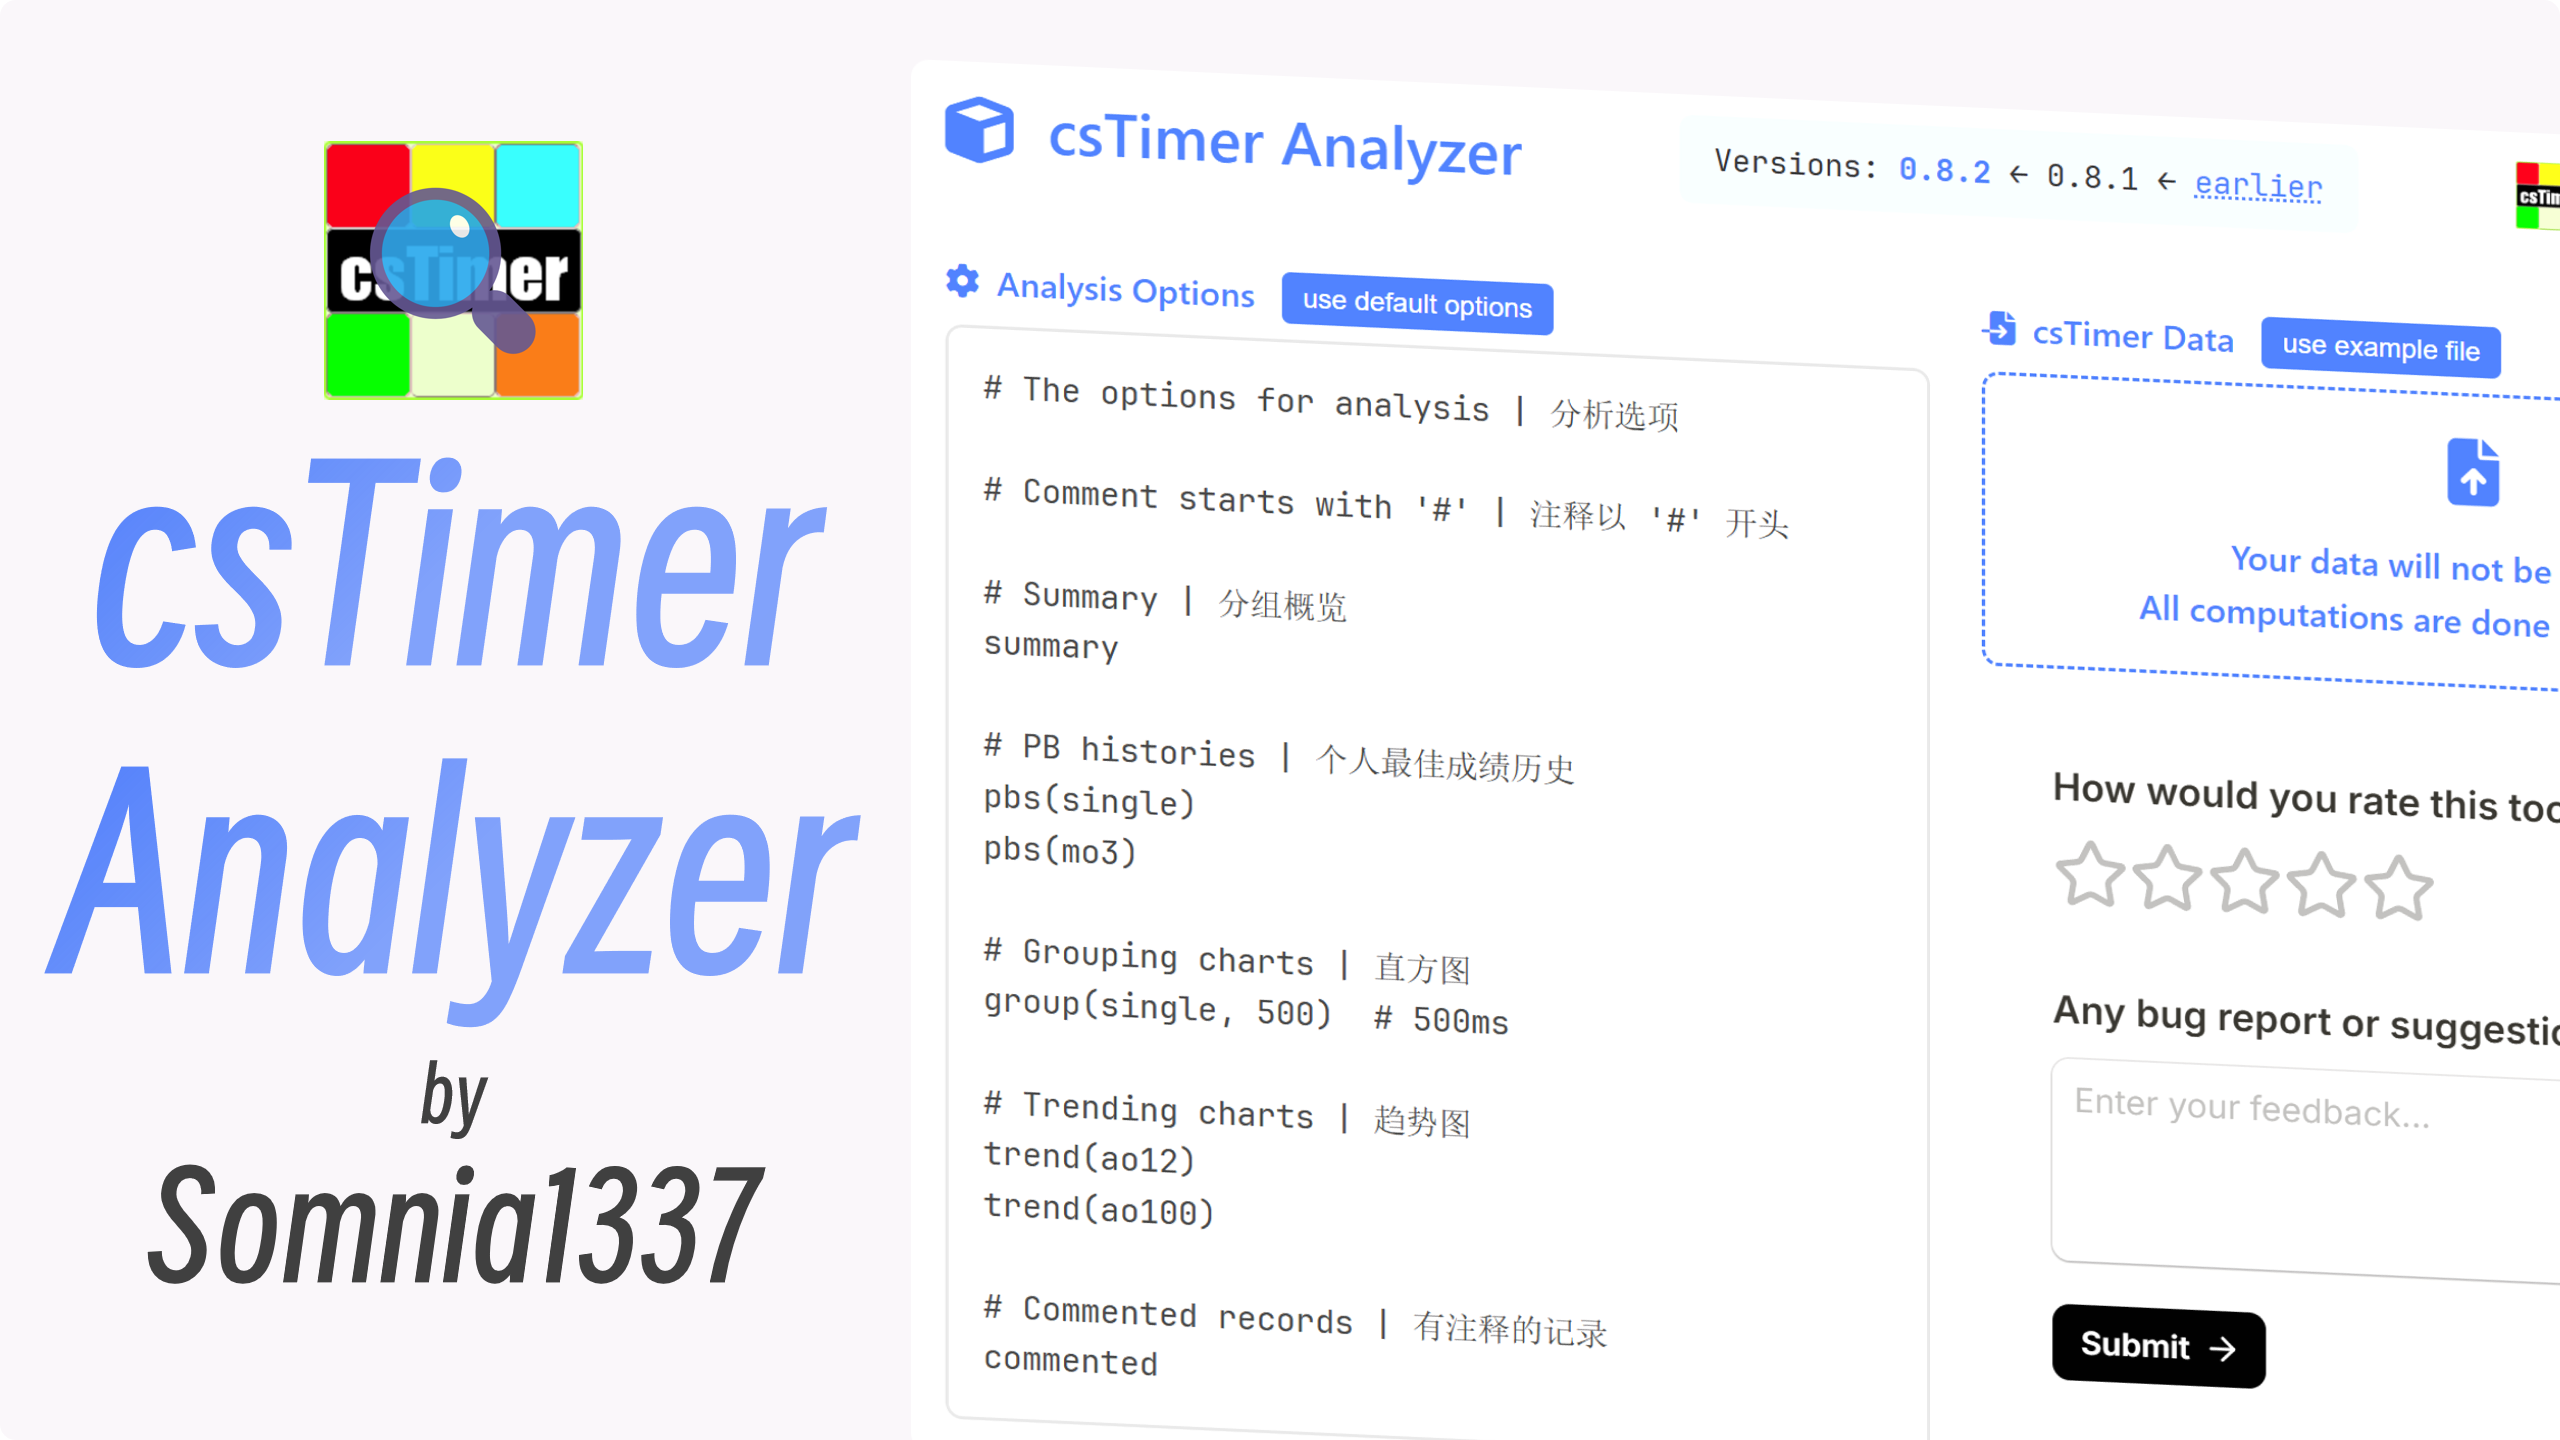 csTimer
csTimer
Analyzer
by
Somnia1337
csTimer Analyzer
Versions: 0.8.2 ← 0.8.1 ← earlier
Analysis Options
use default options
# The options for analysis | 分析选项
# Comment starts with '#' | 注释以 '#' 开头
# Summary | 分组概览
summary
# PB histories | 个人最佳成绩历史
pbs(single)
pbs(mo3)
# Grouping charts | 直方图
group(single, 500)  # 500ms
# Trending charts | 趋势图
trend(ao12)
trend(ao100)
# Commented records | 有注释的记录
commented
csTim
csTimer Data
use example file
Your data will not be
All computations are done
How would you rate this too
Any bug report or suggestio
Enter your feedback...
Submit →